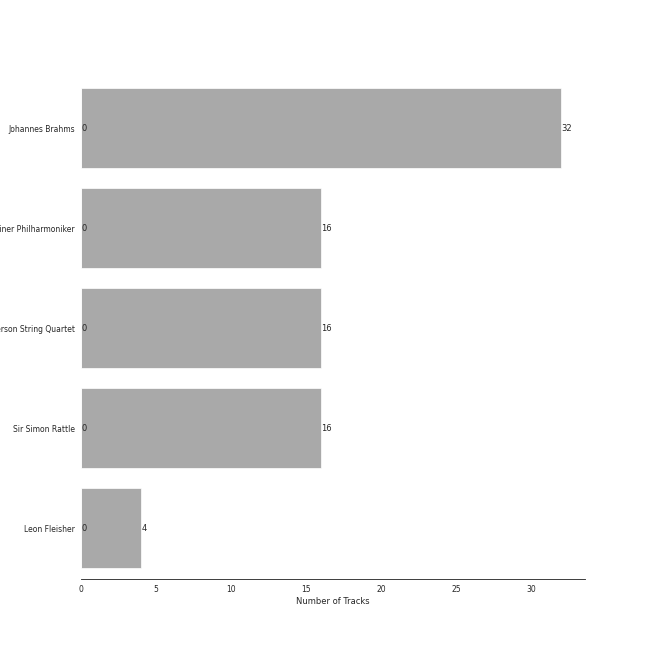 Johannes Brahms 0 32
iner Philharmoniker 0 16
erson String Quartet 0 16
Sir Simon Rattle 0 16
Leon Fleisher 0 4
0 5 10 15 20 25 30
Number of Tracks